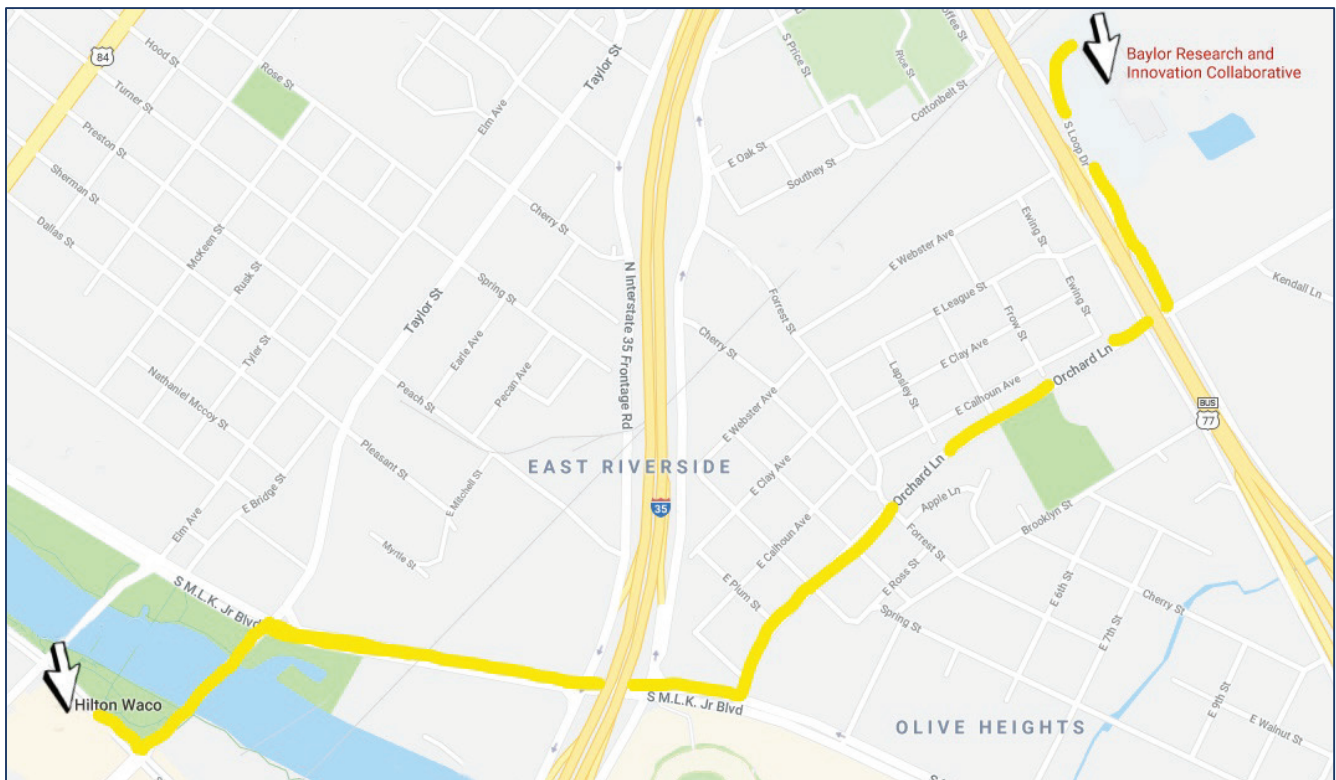 84
Hood St
Rose St
Turner St
Preston St
Sherman St
Dallas St
McKeen St
Rusk St
Tyler St
Nathaniel Mccoy St
Elm Ave
Taylor St
Cherry St
Spring St
Taylor St
Earle Ave
Pecan Ave
Peach St
Pleasant St
E Mitchell St
Myrtle St
E Bridge St
Elm Ave
S M.L.K. Jr Blvd
Hilton Waco
N Interstate 35 Frontage Rd
EAST RIVERSIDE
35
S Price St
Rice St
Cottonbelt St
E Oak St
Southey St
Baylor Research and
Innovation Collaborative
S Loop Dr
Ewing St
E Webster Ave
Forrest St
E League St
Ewing St
Frow St
Kendall Ln
Cherry St
E Clay Ave
Lapsley St
E Calhoun Ave
Orchard Ln
BUS
77
E Webster Ave
Orchard Ln
E Clay Ave
Apple Ln
Brooklyn St
E Calhoun Ave
Forrest St
E Ross St
E Plum St
Spring St
E 6th St
Cherry St
E 7th St
E 9th St
E Walnut St
S M.L.K. Jr Blvd
OLIVE HEIGHTS